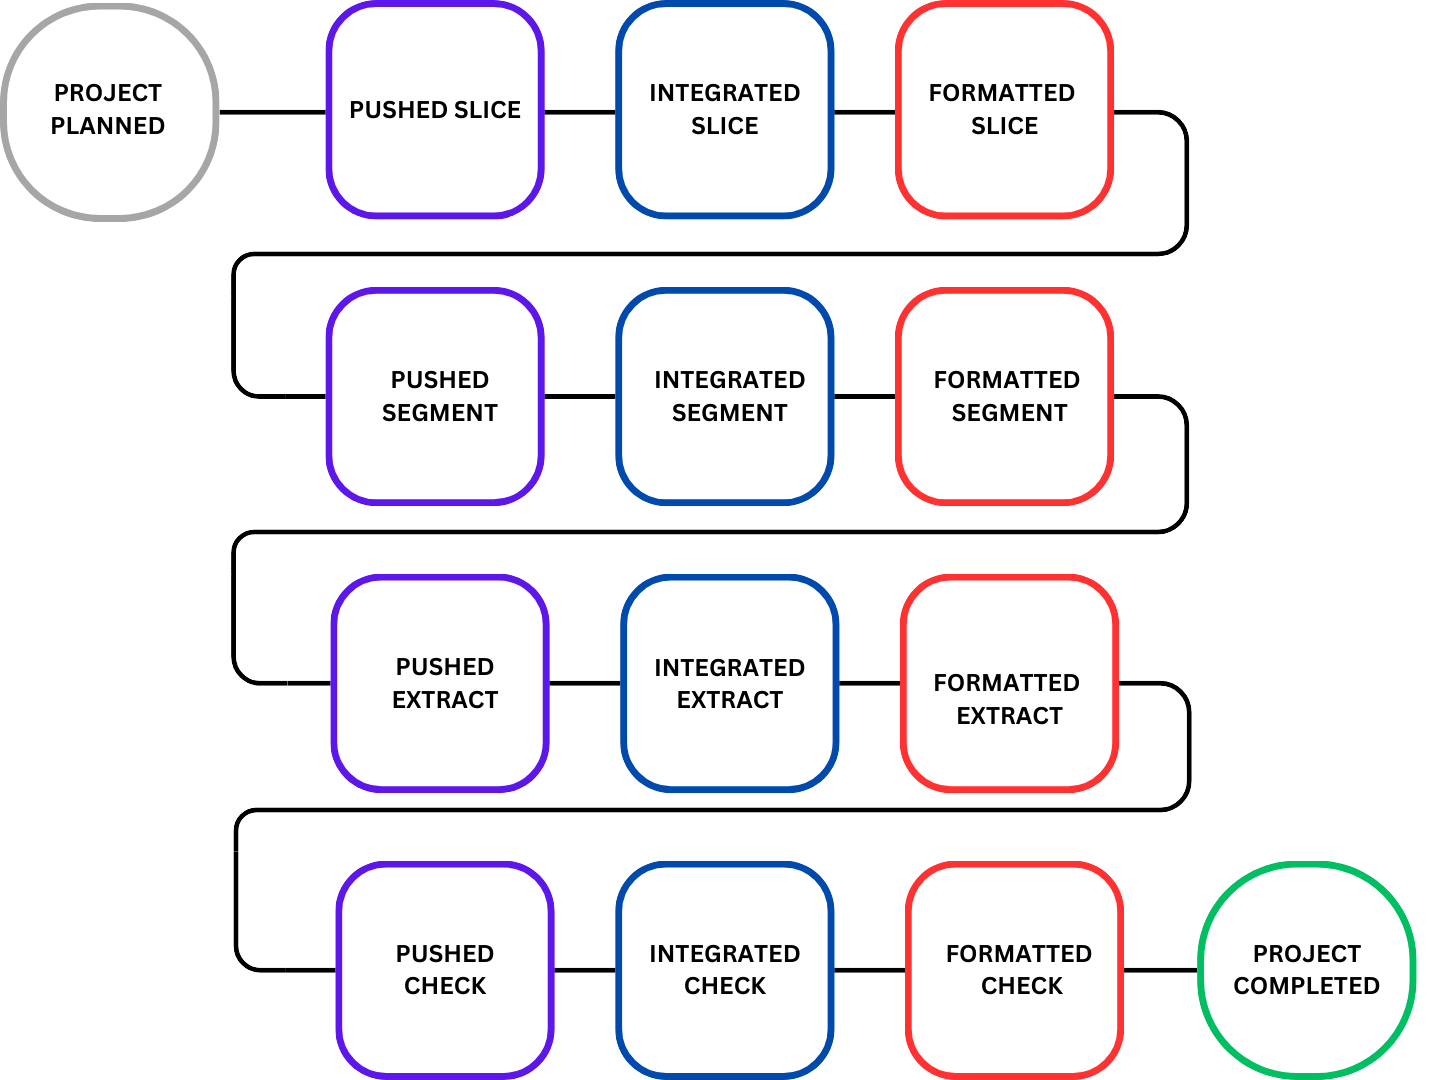 PROJECT
PLANNED
PUSHED SLICE
INTEGRATED
SLICE
FORMATTED
SLICE
PUSHED
SEGMENT
INTEGRATED
SEGMENT
FORMATTED
SEGMENT
PUSHED
EXTRACT
INTEGRATED
EXTRACT
FORMATTED
EXTRACT
PUSHED
CHECK
INTEGRATED
CHECK
FORMATTED
CHECK
PROJECT
COMPLETED